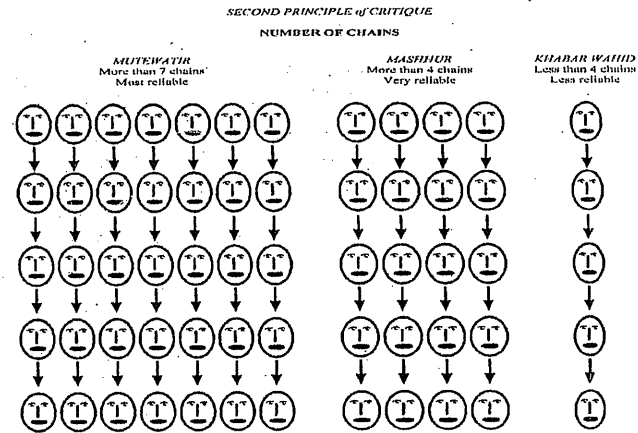 SECOND PRINCIPLE of CRITIQUE
NUMBER OF CHAINS
MUTEWATIR
More than 7 chains
Most reliable
MASHHUR
More than 4 chains
Very reliable
KHABAR WAHID
Less than 4 chains
Less reliable